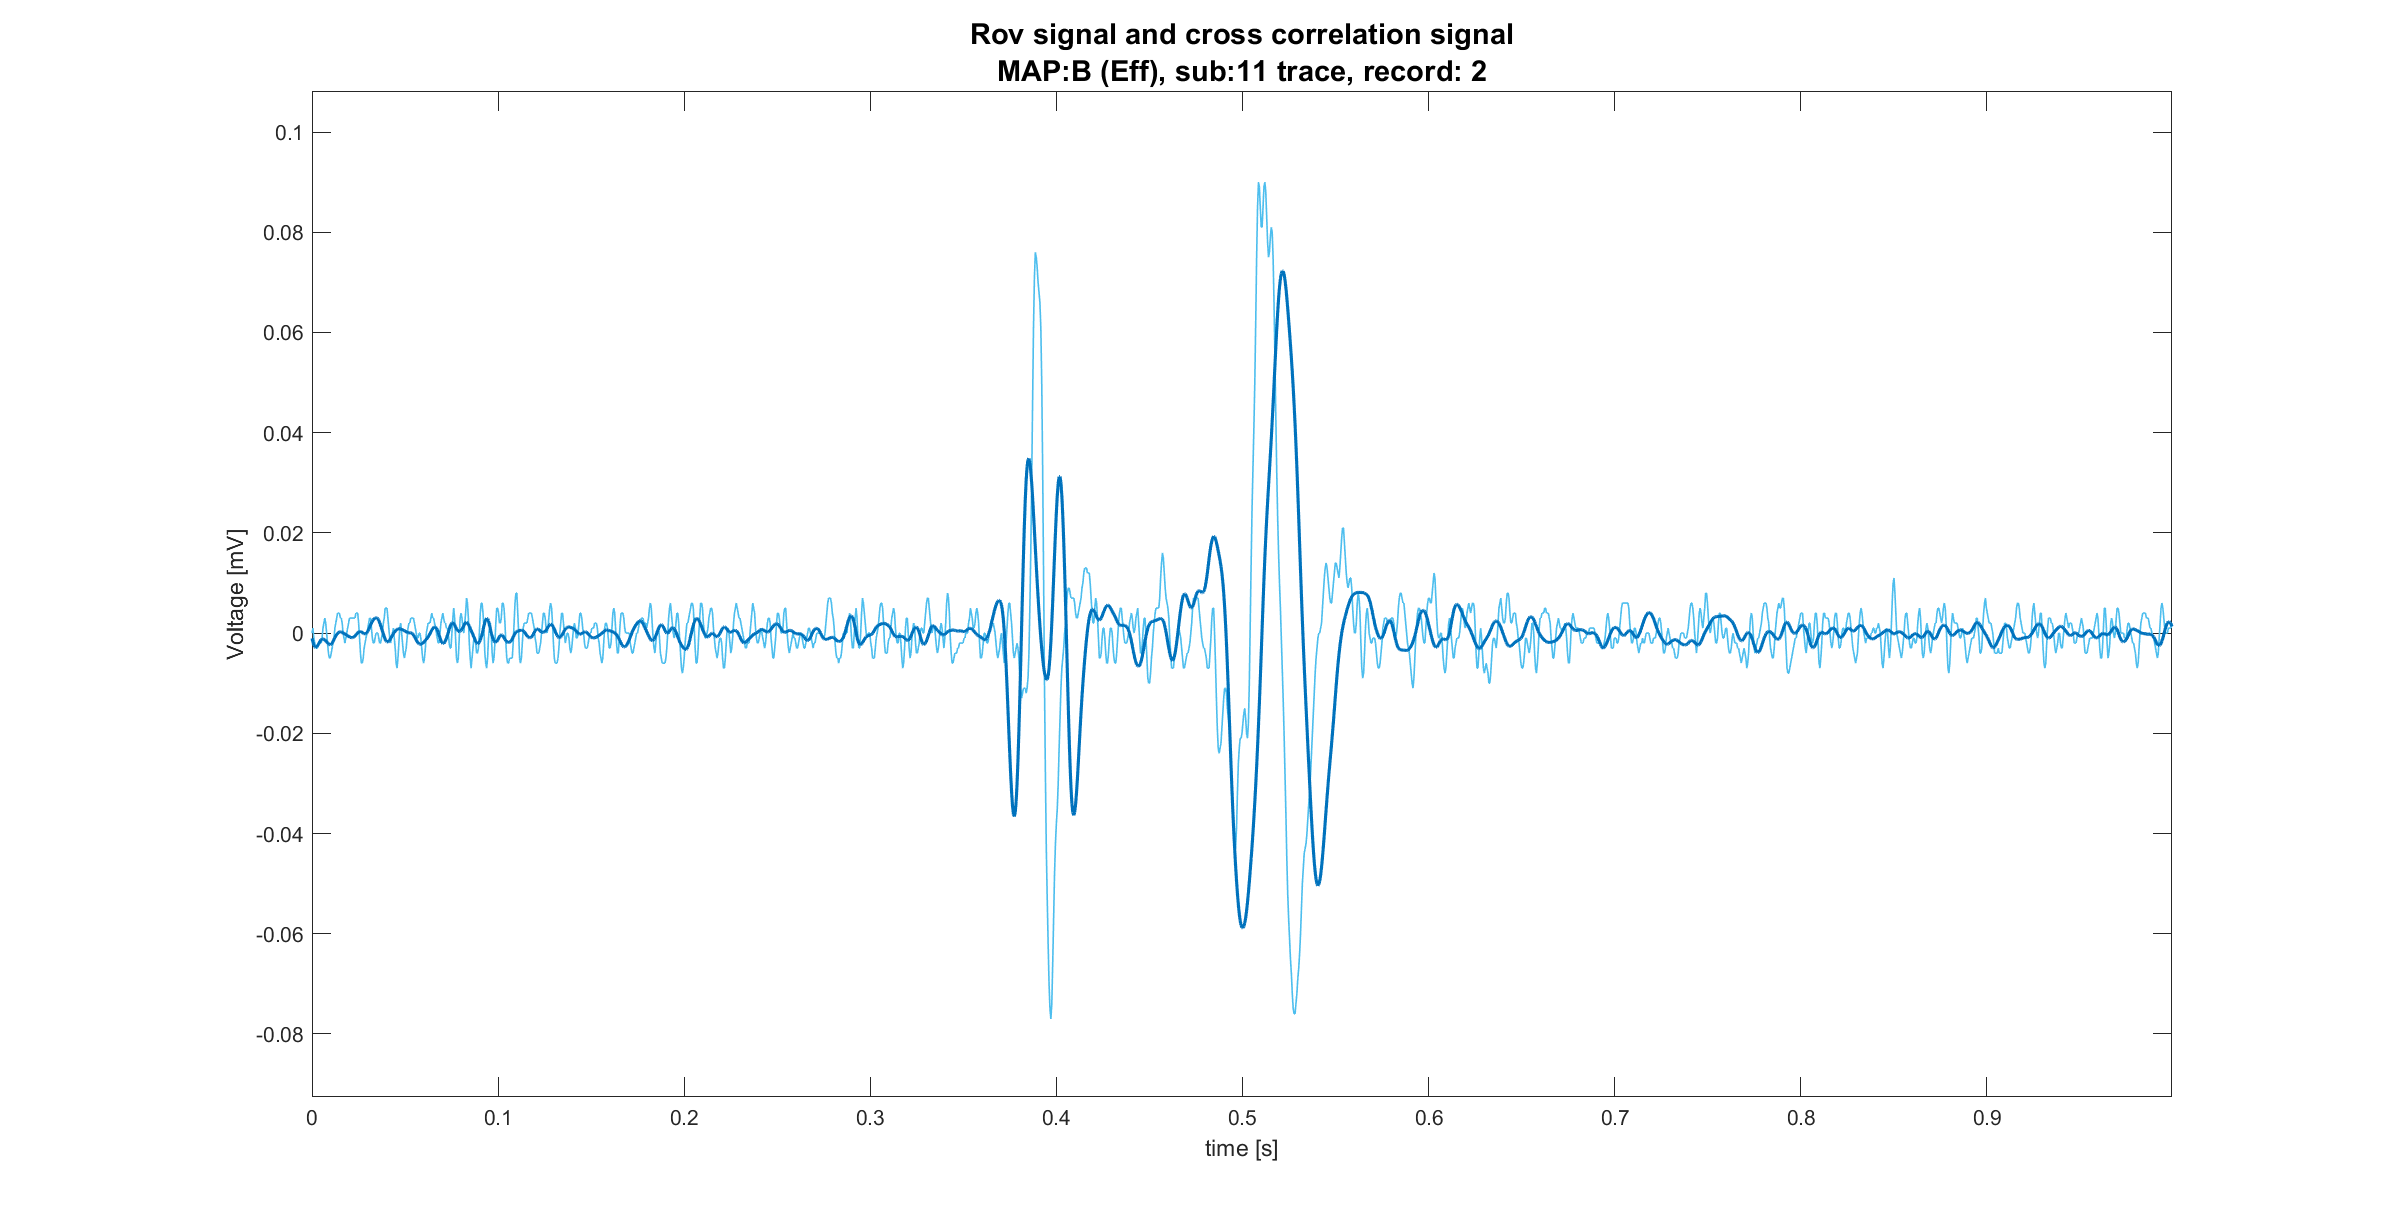 Rov signal and cross correlation signal
MAP:B (Eff), sub:11 trace, record: 2
0.1
0.08
0.06
0.04
0.02
0
-0.02
-0.04
-0.06
-0.08
Voltage [mV]
0 0.1 0.2 0.3 0.4 0.5 0.6 0.7 0.8 0.9
time [s]